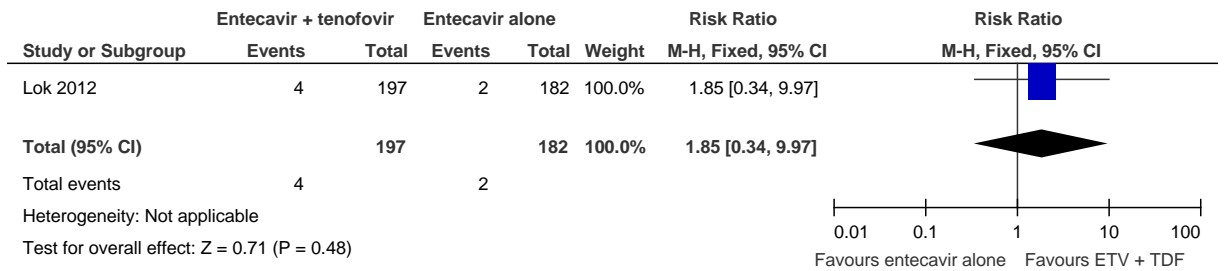 Entecavir + tenofovir Entecavir alone Risk Ratio Risk Ratio
Study or Subgroup Events Total Events Total Weight M-H, Fixed, 95% CI M-H, Fixed, 95% CI
Lok 2012 4 197 2 182 100.0% 1.85 [0.34, 9.97]
Total (95% CI) 197 182 100.0% 1.85 [0.34, 9.97]
Total events 4 2
Heterogeneity: Not applicable
Test for overall effect: Z = 0.71 (P = 0.48)
0.01 0.1 1 10 100
Favours entecavir alone Favours ETV + TDF